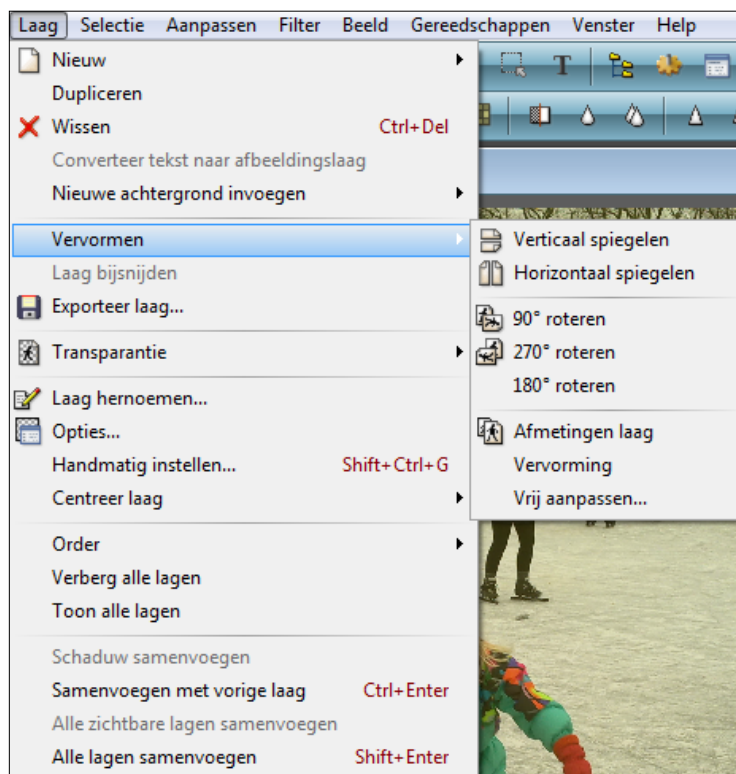 Laag Selectie Aanpassen Filter Beeld Gereedschappen Venster Help
T
Nieuw
Dupliceren
Wissen Ctrl+Del
Converteer tekst naar afbeeldingslaag
Nieuwe achtergrond invoegen
Vervormen
Laag bijsnijden
Exporteer laag...
Transparantie
Laag hernoemen...
Opties...
Handmatig instellen... Shift+Ctrl+G
Centreer laag
Order
Verberg alle lagen
Toon alle lagen
Schaduw samenvoegen
Samenvoegen met vorige laag Ctrl+Enter
Alle zichtbare lagen samenvoegen
Alle lagen samenvoegen Shift+Enter
Verticaal spiegelen
Horizontaal spiegelen
90° roteren
270° roteren
180° roteren
Afmetingen laag
Vervorming
Vrij aanpassen...